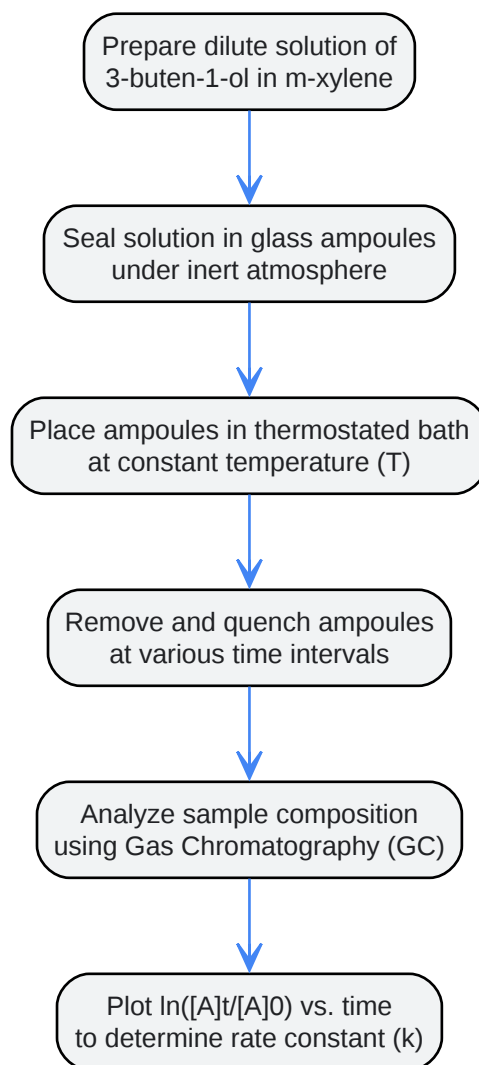 Prepare dilute solution of
3-buten-1-ol in m-xylene
Seal solution in glass ampoules
under inert atmosphere
Place ampoules in thermostated bath
at constant temperature (T)
Remove and quench ampoules
at various time intervals
Analyze sample composition
using Gas Chromatography (GC)
Plot ln([A]t/[A]0) vs. time
to determine rate constant (k)